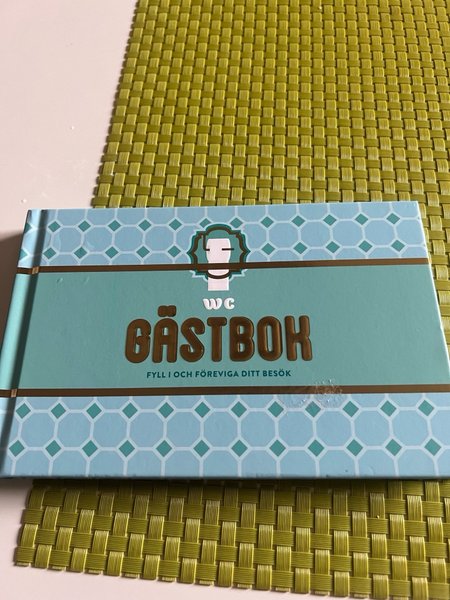 WC
GÄSTBOK
FYLL I OCH FÖREVIGA DITT BESÖK